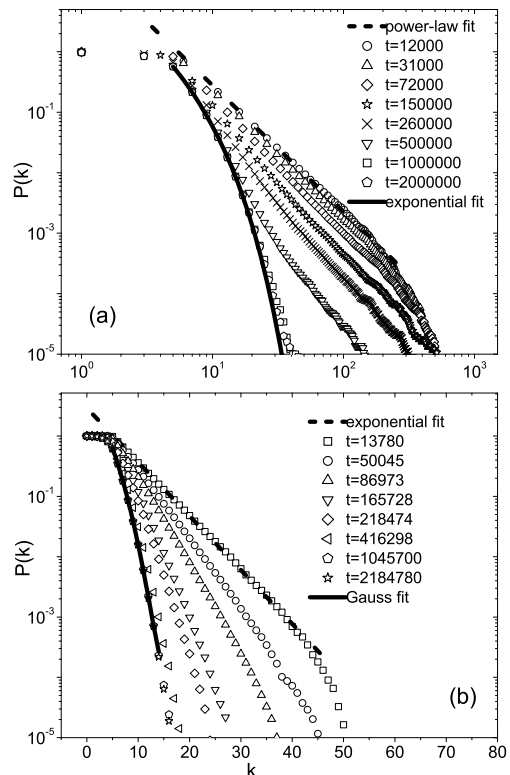 10^-1
10^-3
10^-5
P(k)
power-law fit
t=12000
t=31000
t=72000
t=150000
t=260000
t=500000
t=1000000
t=2000000
exponential fit
(a)
10^0 10^1 10^2 10^3
10^-1
10^-3
10^-5
P(k)
exponential fit
t=13780
t=50045
t=86973
t=165728
t=218474
t=416298
t=1045700
t=2184780
Gauss fit
(b)
0 10 20 30 40 50 60 70 80
k